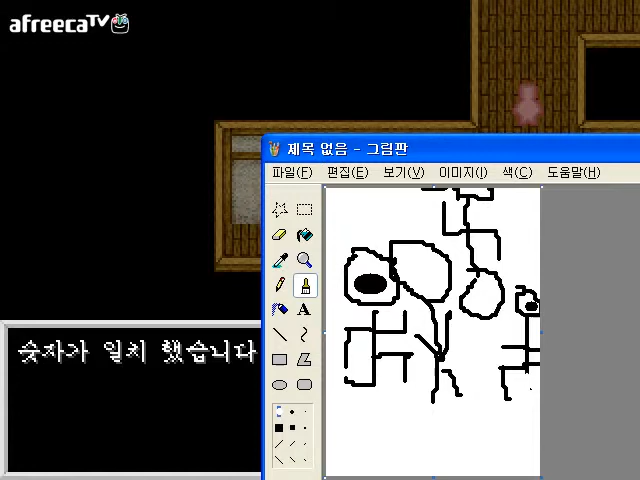 afreecaTV
제목 없음 - 그림판
파일(F) 편집(E) 보기(V) 이미지(I) 색(C) 도움말(H)
A
숫자가 일치 했습니다